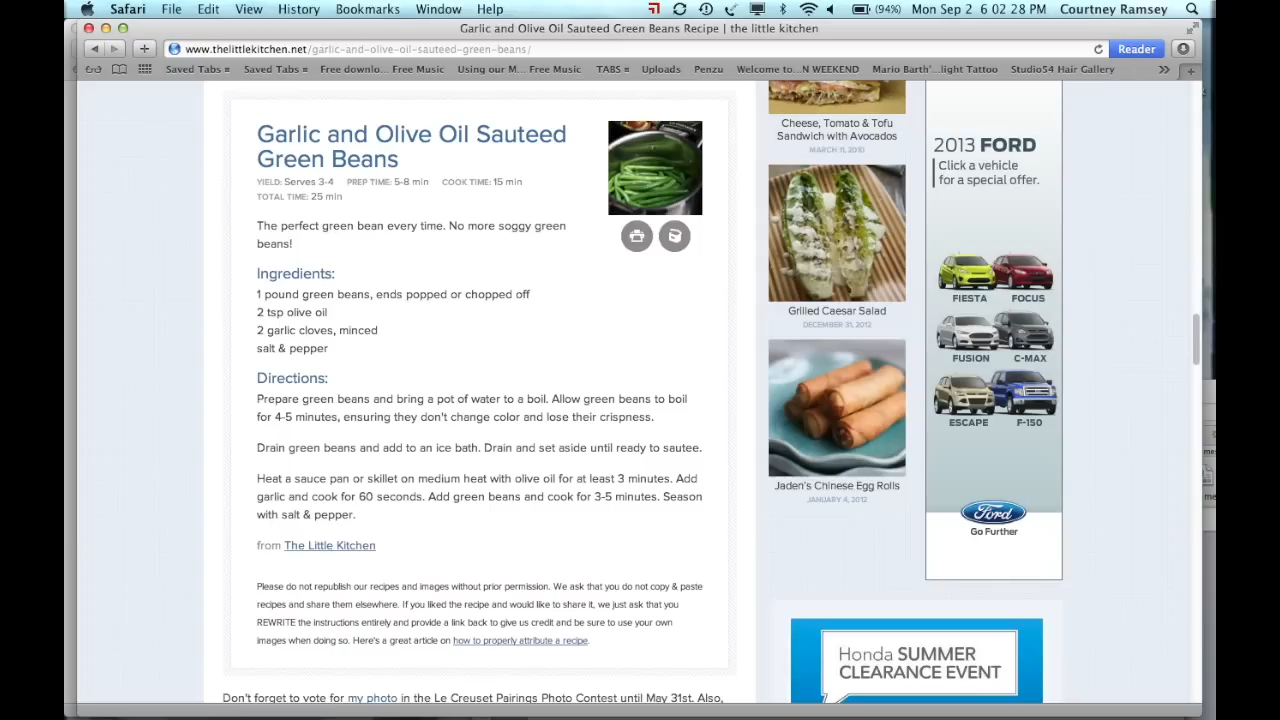 Safari File Edit View History Bookmarks Window Help (94%) Mon Sep 2 6 02 28 PM Courtney Ramsey
Garlic and Olive Oil Sauteed Green Beans Recipe | the little kitchen
www.thelittlekitchen.net/garlic-and-olive-oil-sauteed-green-beans/ Reader
Saved Tabs Saved Tabs Free downlo... Free Music Using our M... Free Music TABS Uploads Penzu Welcome to...N WEEKEND Mario Barth'...light Tattoo Studio54 Hair Gallery
Garlic and Olive Oil Sauteed
Green Beans
YIELD: Serves 3-4 PREP TIME: 5-8 min COOK TIME: 15 min
TOTAL TIME: 25 min
The perfect green bean every time. No more soggy green
beans!
Ingredients:
1 pound green beans, ends popped or chopped off
2 tsp olive oil
2 garlic cloves, minced
salt & pepper
Directions:
Prepare green beans and bring a pot of water to a boil. Allow green beans to boil
for 4-5 minutes, ensuring they don't change color and lose their crispness.
Drain green beans and add to an ice bath. Drain and set aside until ready to sautee.
Heat a sauce pan or skillet on medium heat with olive oil for at least 3 minutes. Add
garlic and cook for 60 seconds. Add green beans and cook for 3-5 minutes. Season
with salt & pepper.
from The Little Kitchen
Please do not republish our recipes and images without prior permission. We ask that you do not copy & paste
recipes and share them elsewhere. If you liked the recipe and would like to share it, we just ask that you
REWRITE the instructions entirely and provide a link back to give us credit and be sure to use your own
images when doing so. Here's a great article on how to properly attribute a recipe.
Don't forget to vote for my photo in the Le Creuset Pairings Photo Contest until May 31st. Also,
Cheese, Tomato & Tofu
Sandwich with Avocados
MARCH 11, 2010
Grilled Caesar Salad
DECEMBER 31, 2012
Jaden's Chinese Egg Rolls
JANUARY 4, 2012
2013 FORD
Click a vehicle
for a special offer.
FIESTA FOCUS
FUSION C-MAX
ESCAPE F-150
Ford
Go Further
Honda SUMMER
CLEARANCE EVENT